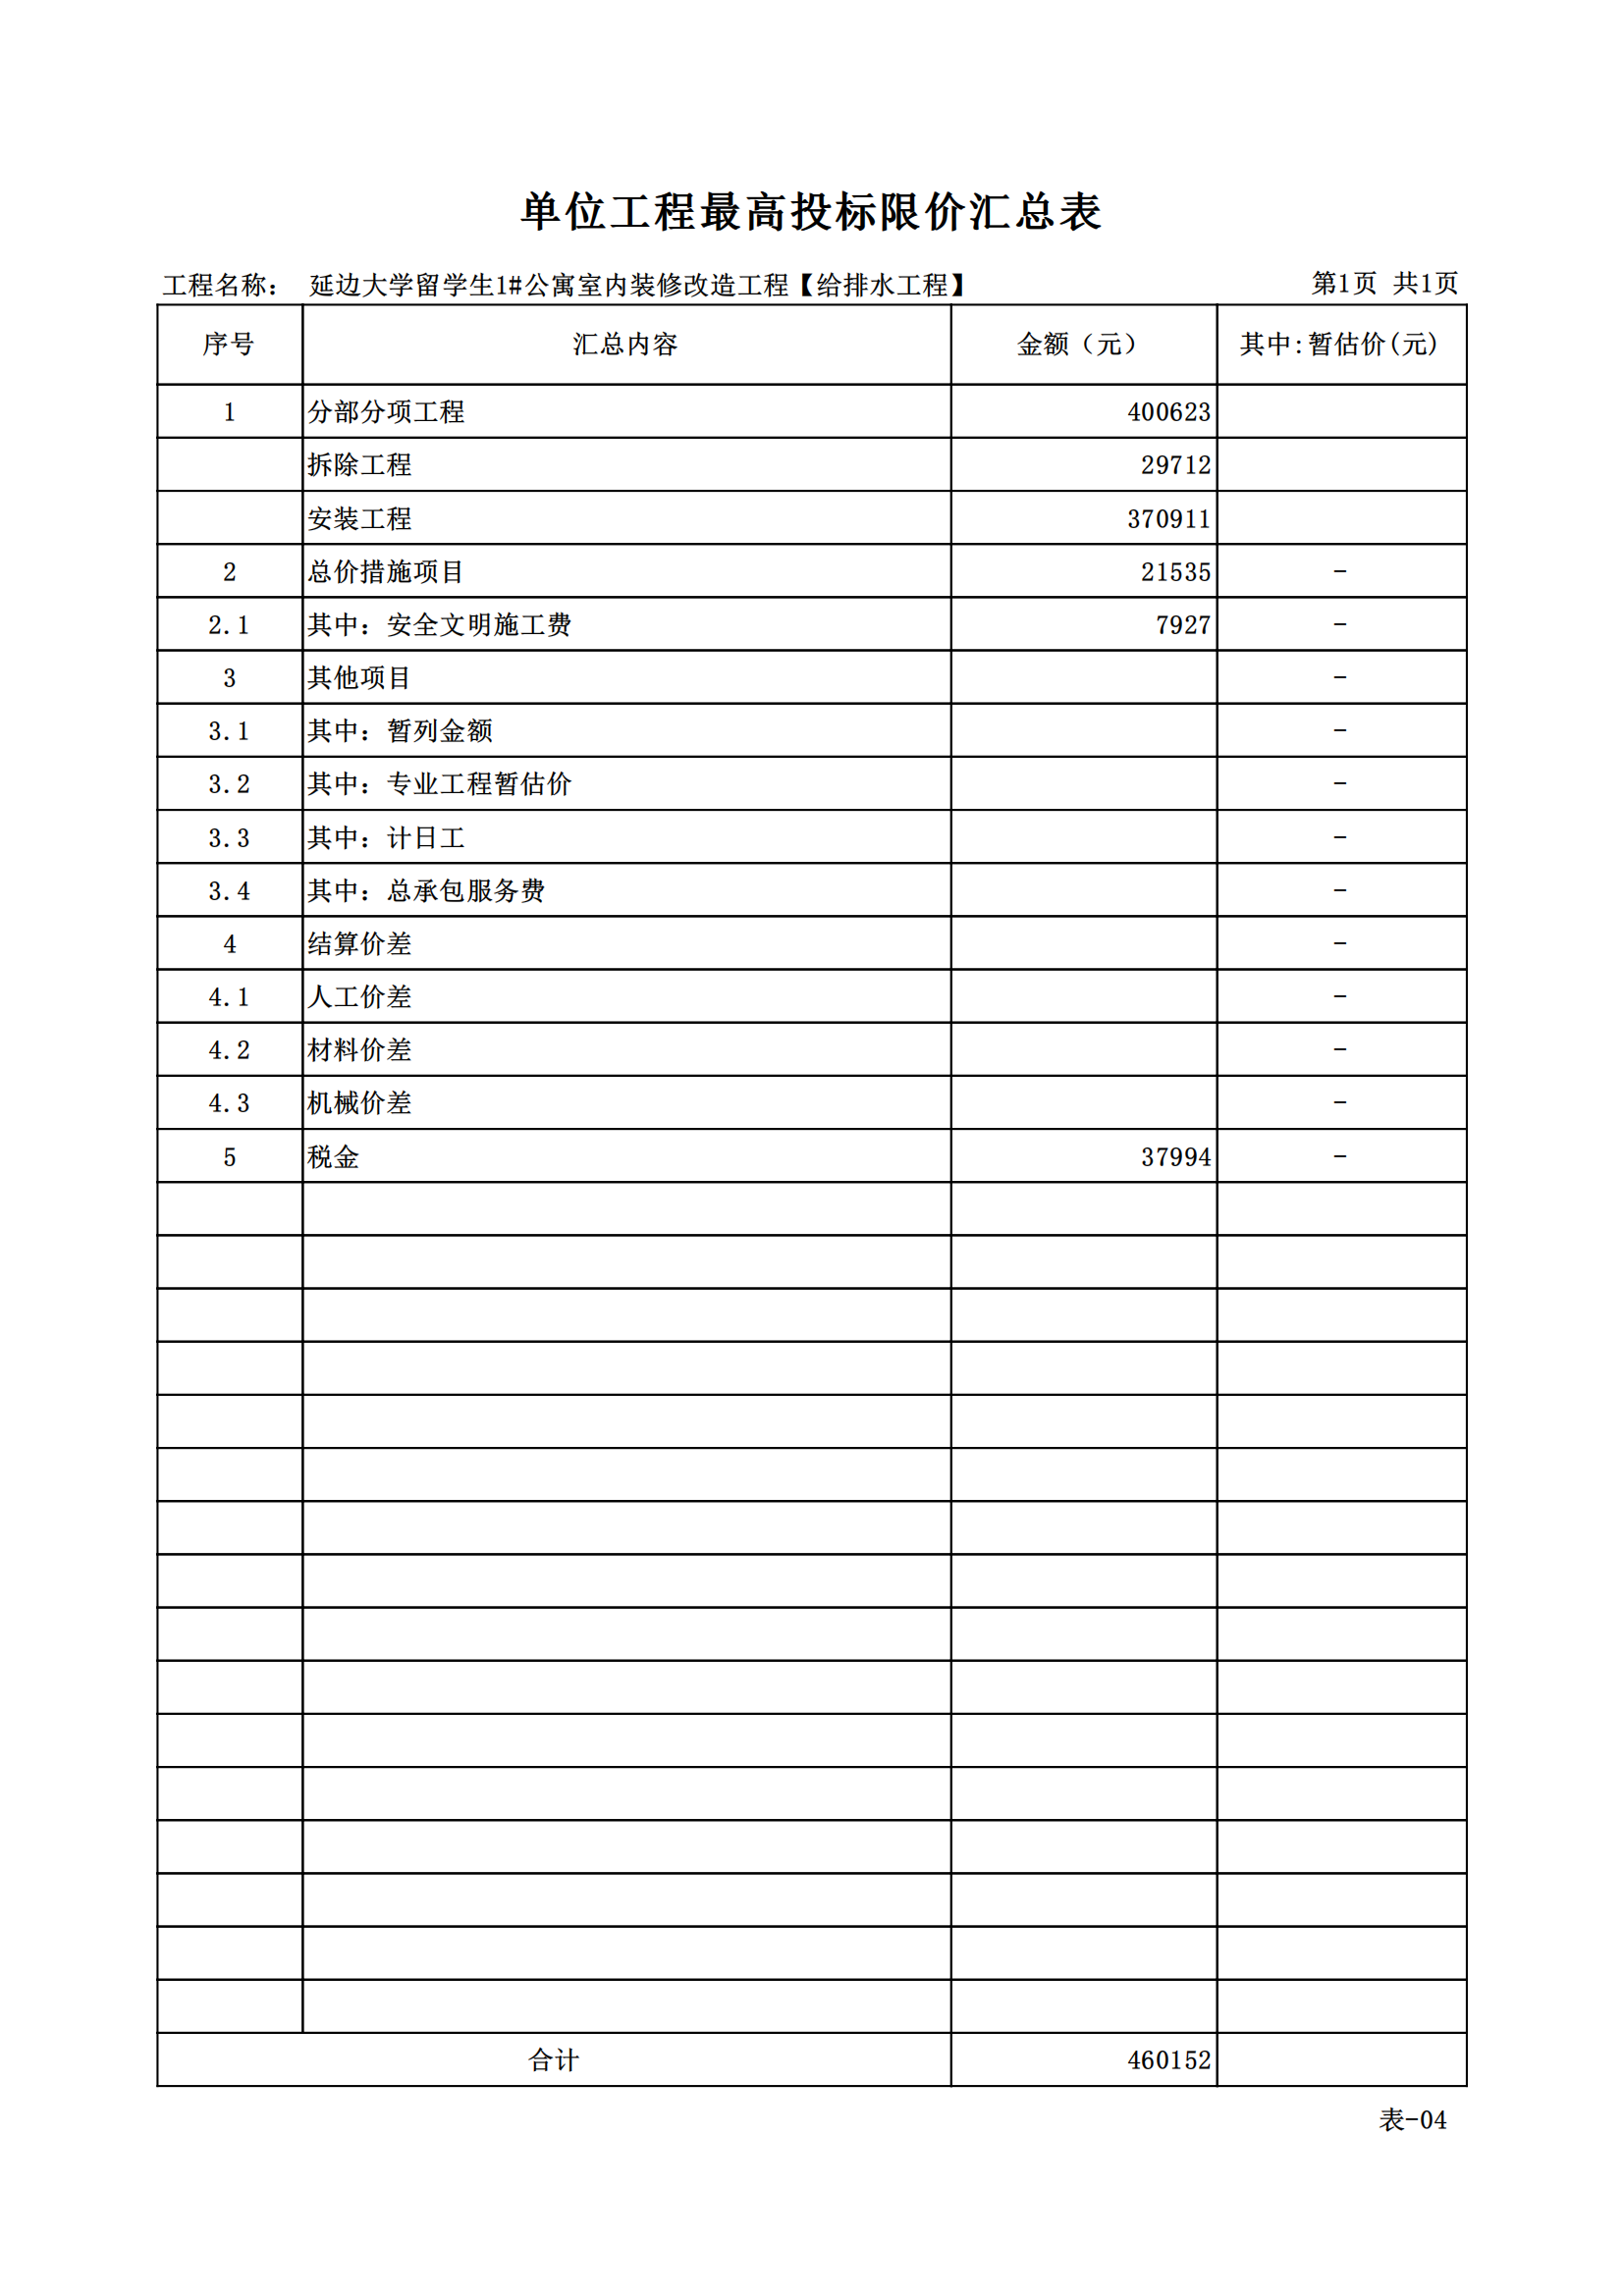 单位工程最高投标限价汇总表
工程名称： 延边大学留学生1#公寓室内装修改造工程【给排水工程】 第1页 共1页
序号 汇总内容 金额（元） 其中:暂估价(元)
1 分部分项工程 400623
拆除工程 29712
安装工程 370911
2 总价措施项目 21535 -
2.1 其中：安全文明施工费 7927 -
3 其他项目 -
3.1 其中：暂列金额 -
3.2 其中：专业工程暂估价 -
3.3 其中：计日工 -
3.4 其中：总承包服务费 -
4 结算价差 -
4.1 人工价差 -
4.2 材料价差 -
4.3 机械价差 -
5 税金 37994 -
合计 460152
表-04